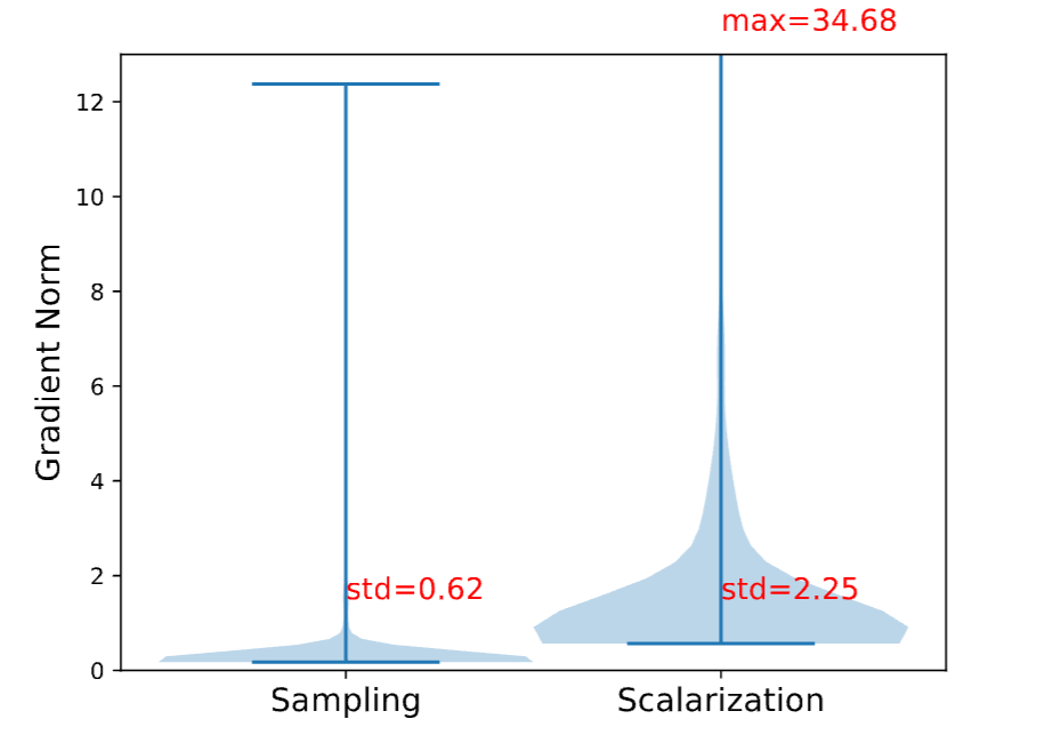 max=34.68
12
10
8
6
4
2
0
Gradient Norm
std=0.62
std=2.25
Sampling
Scalarization